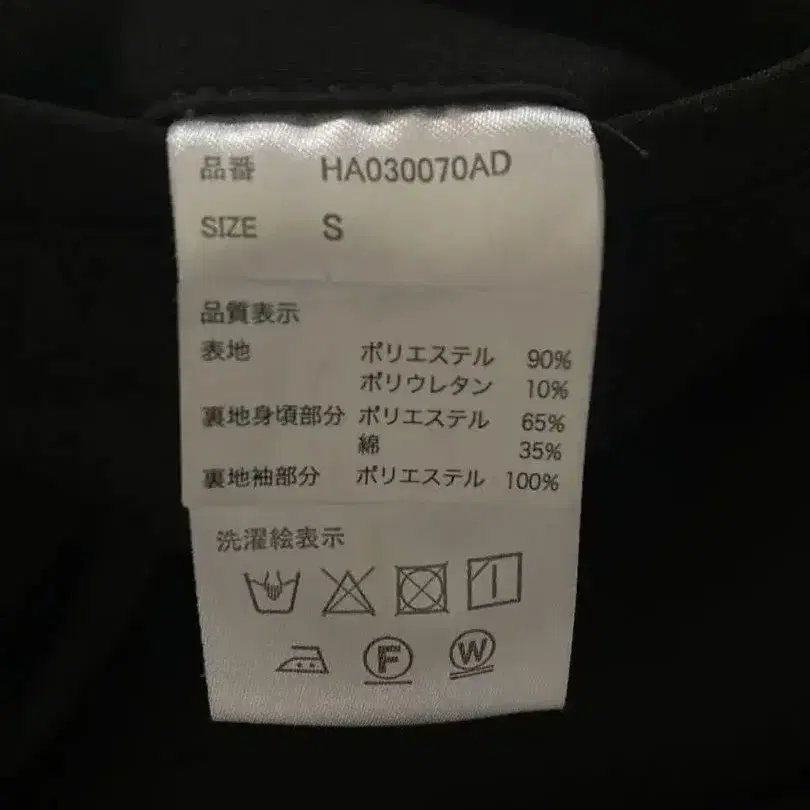 品番 HA030070AD
SIZE S
品質表示
表地 ポリエステル 90%
ポリウレタン 10%
裏地身頃部分 ポリエステル 65%
綿 35%
裏地袖部分 ポリエステル 100%
洗濯絵表示
F W